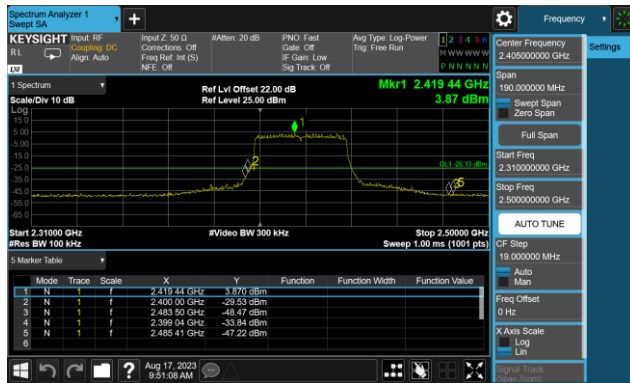 Spectrum Analyzer 1
Swept SA
Frequency
KEYSIGHT
RL
LXI
Input: RF
Coupling: DC
Align: Auto
Input Z: 50 Ω
Corrections: Off
Freq Ref: Int (S)
NFE: Off
#Atten: 20 dB
PNO: Fast
Gate: Off
IF Gain: Low
Sig Track: Off
Avg Type: Log-Power
Trig: Free Run
1 2 3 4 5 6
M W W W W W
P N N N N N
Center Frequency
2.405000000 GHz
Settings
Span
190.000000 MHz
Swept Span
Zero Span
Full Span
Start Freq
2.310000000 GHz
Stop Freq
2.500000000 GHz
AUTO TUNE
CF Step
19.000000 MHz
Auto
Man
Freq Offset
0 Hz
X Axis Scale
Log
Lin
Signal Track
(Span Zoom)
1 Spectrum
Scale/Div 10 dB
Ref Lvl Offset 22.00 dB
Ref Level 25.00 dBm
Mkr1 2.419 44 GHz
3.87 dBm
Log
15.0
5.00
-5.00
-15.0
-25.0
-35.0
-45.0
-55.0
-65.0
1
2
5
DL1 -26.13 dBm
Start 2.31000 GHz
#Res BW 100 kHz
#Video BW 300 kHz
Stop 2.50000 GHz
Sweep 1.00 ms (1001 pts)
5 Marker Table
Mode Trace Scale X Y Function Function Width Function Value
1 N 1 f 2.419 44 GHz 3.870 dBm
2 N 1 f 2.400 00 GHz -29.53 dBm
3 N 1 f 2.483 50 GHz -48.47 dBm
4 N 1 f 2.399 04 GHz -33.84 dBm
5 N 1 f 2.485 41 GHz -47.22 dBm
6
?
Aug 17, 2023
9:51:08 AM